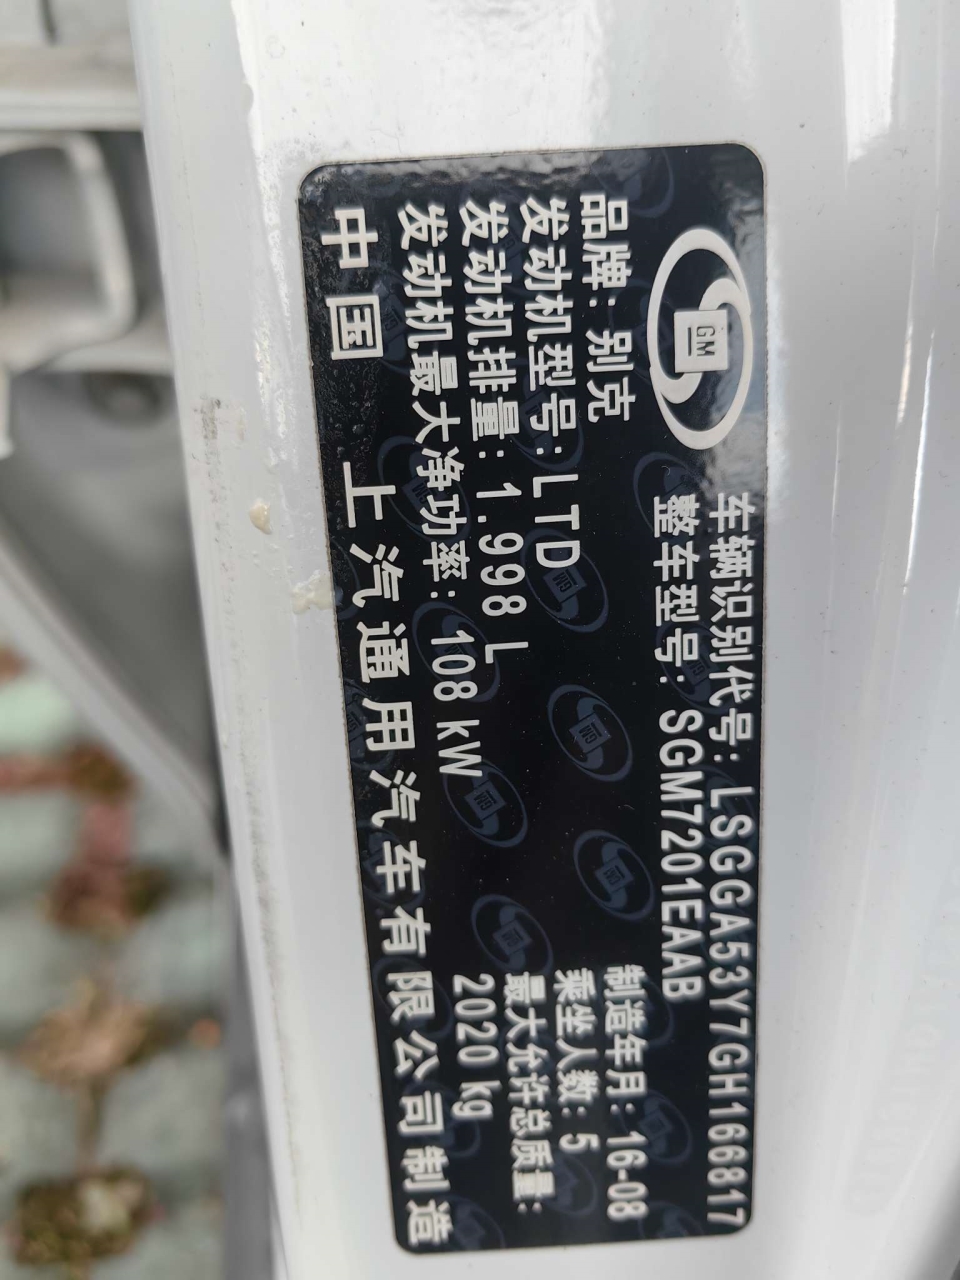 GM
车辆识别代号: LSGGA53Y7GH166817
整车型号: SGM7201EAAB
品牌: 别克
制造年月: 16-08
发动机型号: LTD
乘坐人数: 5
发动机排量: 1.998 L
最大允许总质量:
发动机最大净功率: 108 kW
2020 kg
中国 上汽通用汽车有限公司制造